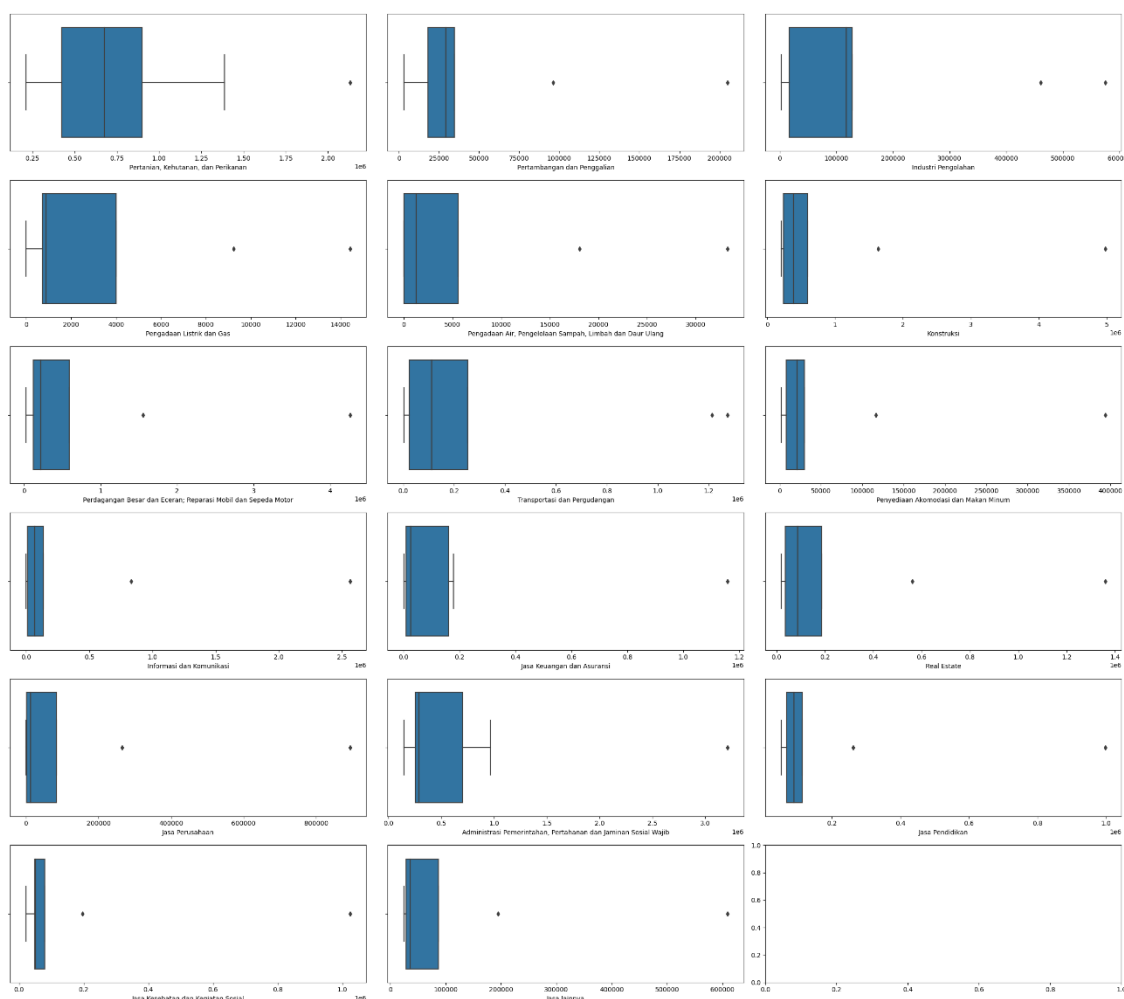 0.25 0.50 0.75 1.00 1.25 1.50 1.75 2.00
Pertanian, Kehutanan, dan Perikanan 1e6
0 25000 50000 75000 100000 125000 150000 175000 200000
Pertambangan dan Penggalian
0 100000 200000 300000 400000 500000 600000
Industri Pengolahan
0 2000 4000 6000 8000 10000 12000 14000
Pengadaan Listrik dan Gas
0 5000 10000 15000 20000 25000 30000
Pengadaan Air, Pengelolaan Sampah, Limbah dan Daur Ulang
0 1 2 3 4 5
Konstruksi 1e6
0 1 2 3 4
Perdagangan Besar dan Eceran; Reparasi Mobil dan Sepeda Motor 1e6
0.0 0.2 0.4 0.6 0.8 1.0 1.2
Transportasi dan Pergudangan 1e6
0 50000 100000 150000 200000 250000 300000 350000 400000
Penyediaan Akomodasi dan Makan Minum
0.0 0.5 1.0 1.5 2.0 2.5
Informasi dan Komunikasi 1e6
0.0 0.2 0.4 0.6 0.8 1.0 1.2
Jasa Keuangan dan Asuransi 1e6
0.0 0.2 0.4 0.6 0.8 1.0 1.2 1.4
Real Estate 1e6
0 200000 400000 600000 800000
Jasa Perusahaan
0.0 0.5 1.0 1.5 2.0 2.5 3.0
Administrasi Pemerintahan, Pertahanan dan Jaminan Sosial Wajib 1e6
0.2 0.4 0.6 0.8 1.0
Jasa Pendidikan 1e6
0.0 0.2 0.4 0.6 0.8 1.0
Jasa Kesehatan dan Kegiatan Sosial 1e6
0 100000 200000 300000 400000 500000 600000
Jasa lainnya
1.0
0.8
0.6
0.4
0.2
0.0
0.0 0.2 0.4 0.6 0.8 1.0